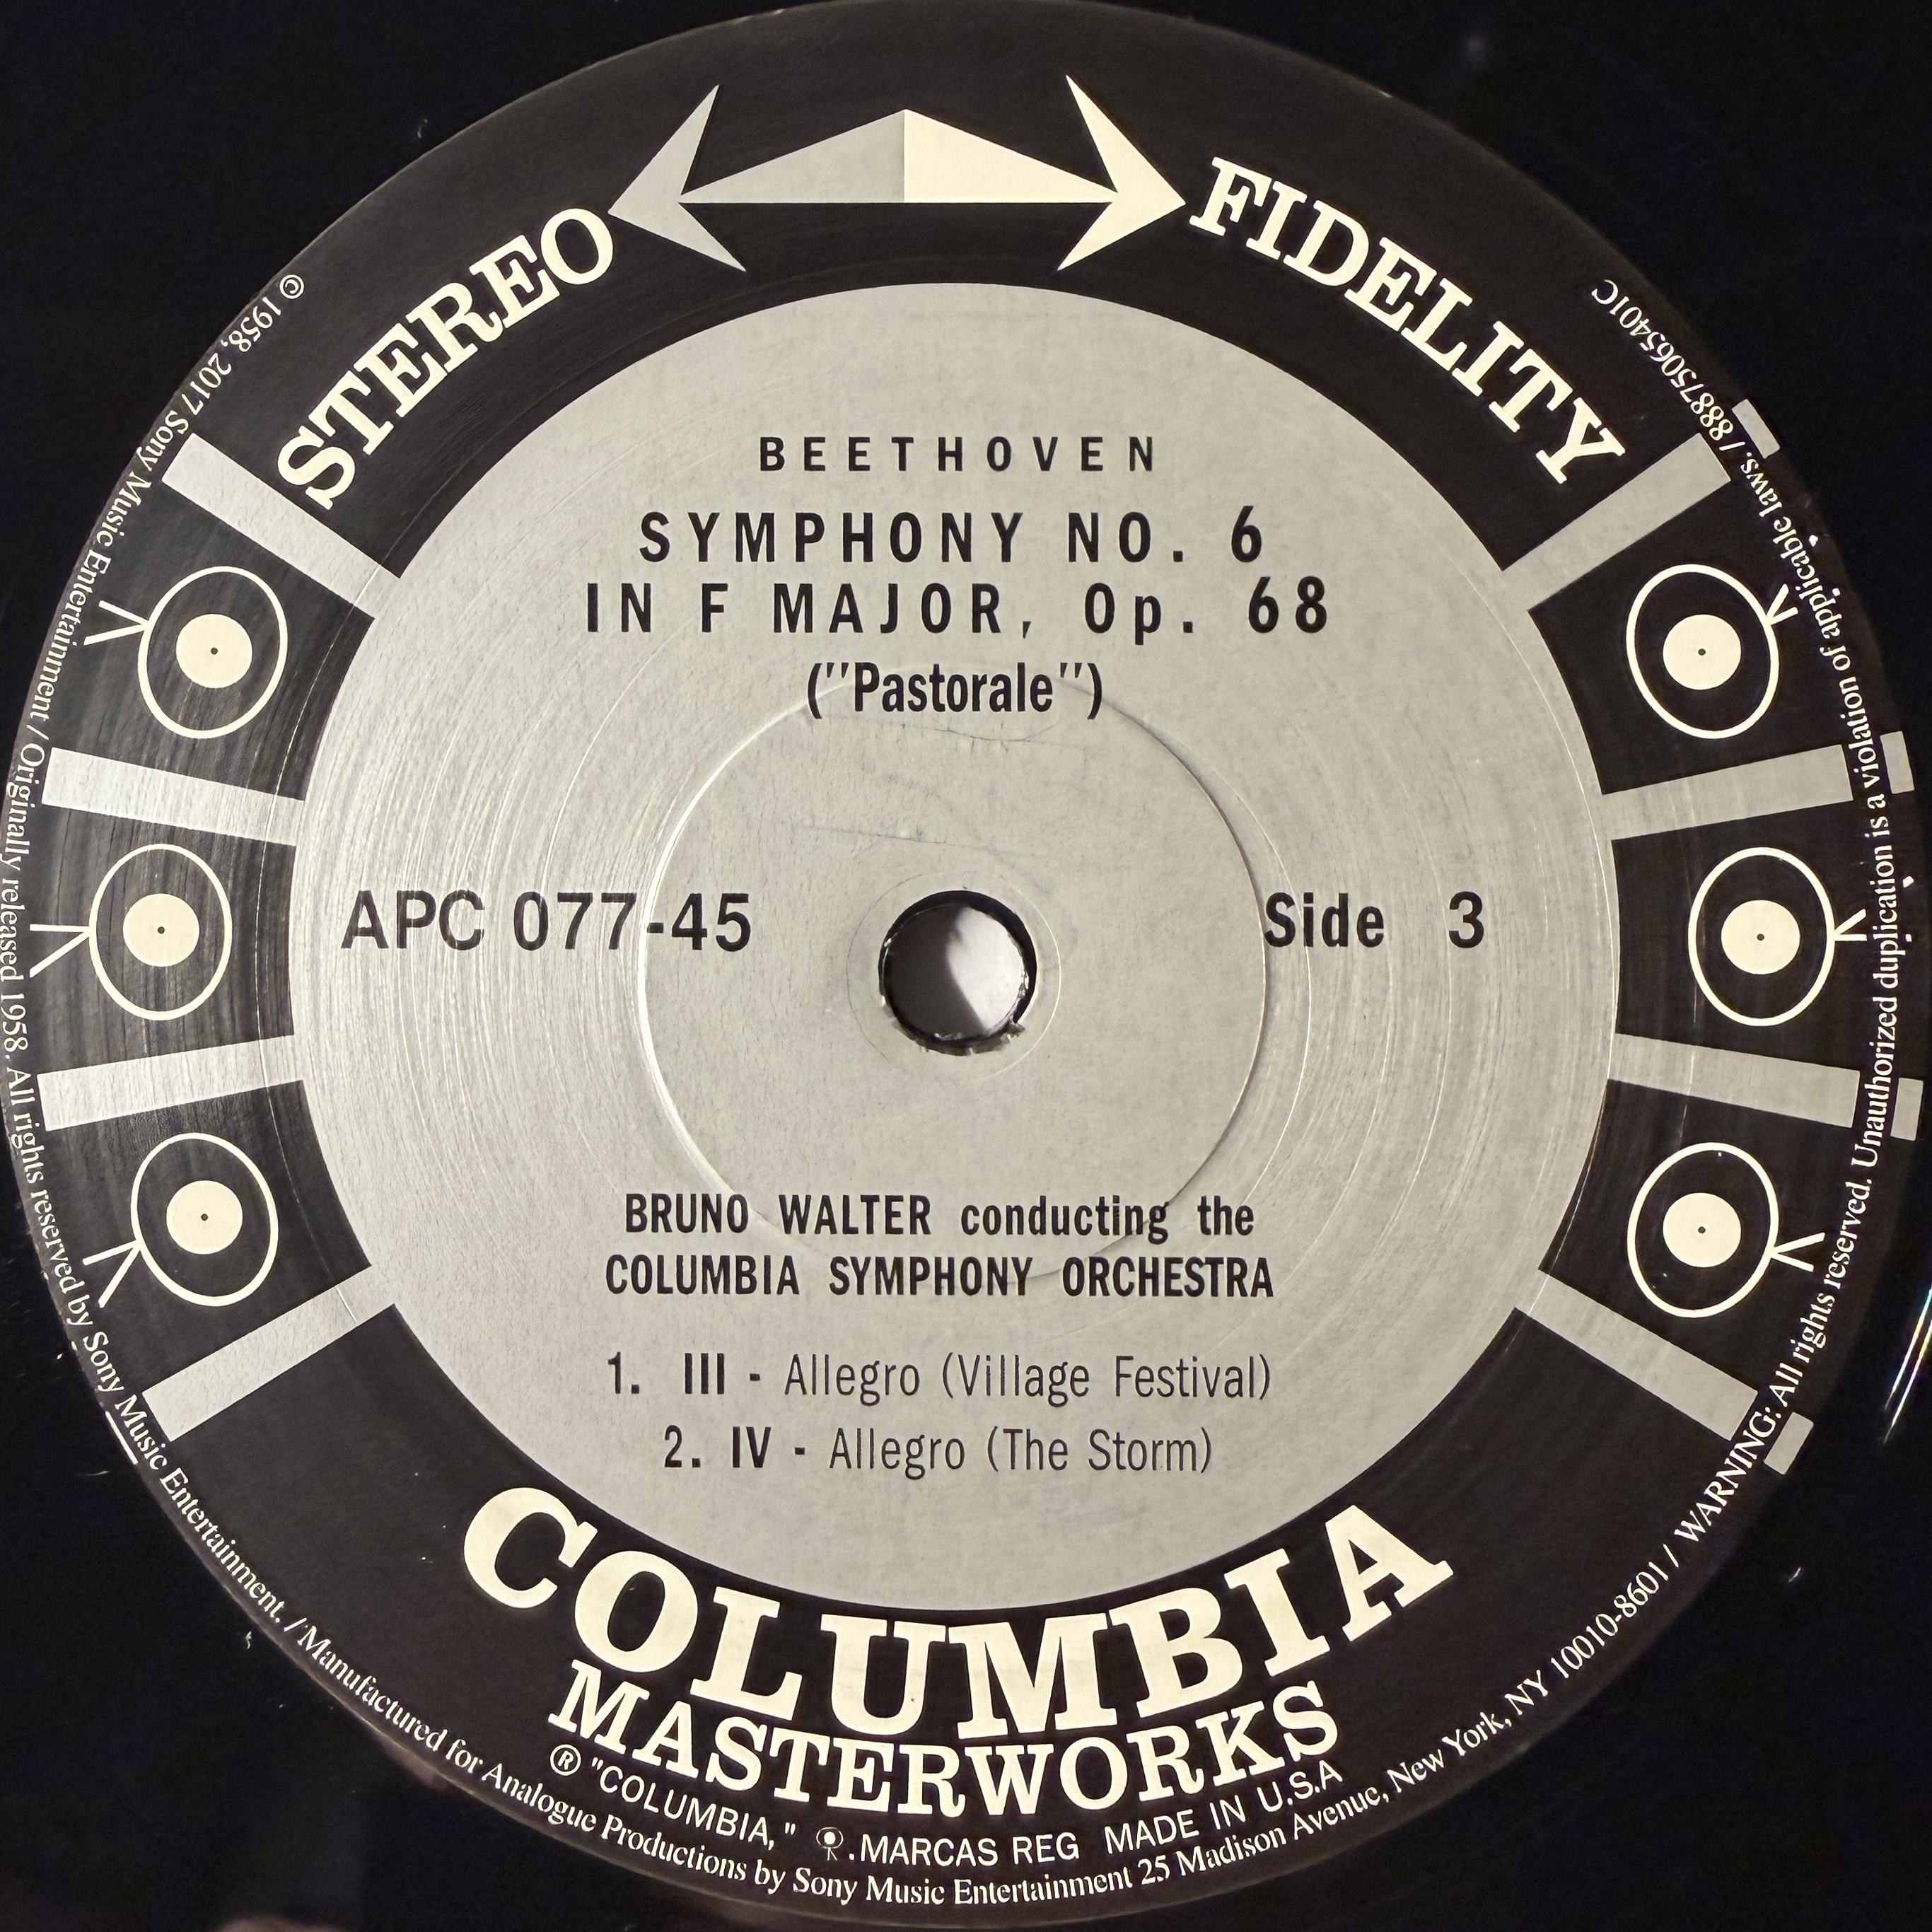 STEREO FIDELITY
BEETHOVEN
SYMPHONY NO. 6
IN F MAJOR, Op. 68
("Pastorale")
APC 077-45
Side 3
BRUNO WALTER conducting the
COLUMBIA SYMPHONY ORCHESTRA
1. III - Allegro (Village Festival)
2. IV - Allegro (The Storm)
COLUMBIA
MASTERWORKS
® "COLUMBIA," . MARCAS REG MADE IN U.S.A
© 1958, 2017 Sony Music Entertainment / Originally released 1958. All rights reserved by Sony Music Entertainment. / Manufactured for Analogue Productions by Sony Music Entertainment 25 Madison Avenue, New York, NY 10010-8601 / WARNING: All rights reserved. Unauthorized duplication is a violation of applicable laws. / 88875065401C